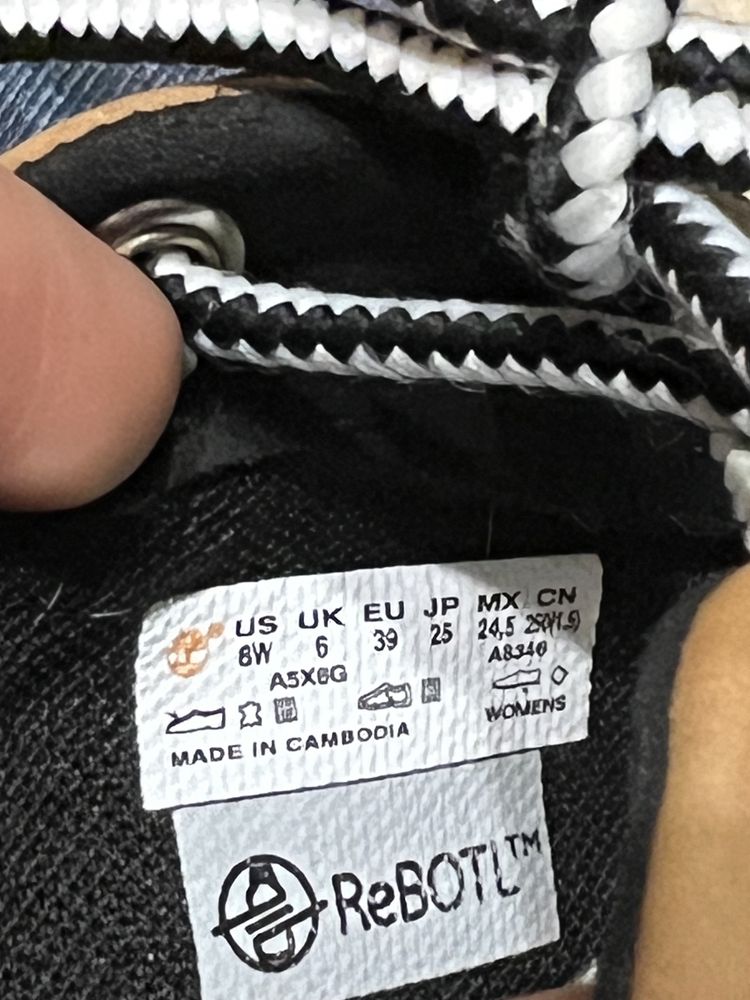 US UK EU JP MX CN
8W 6 39 25 24,5 250(1.5)
A5X6G A8346
WOMENS
MADE IN CAMBODIA
ReBOTL™